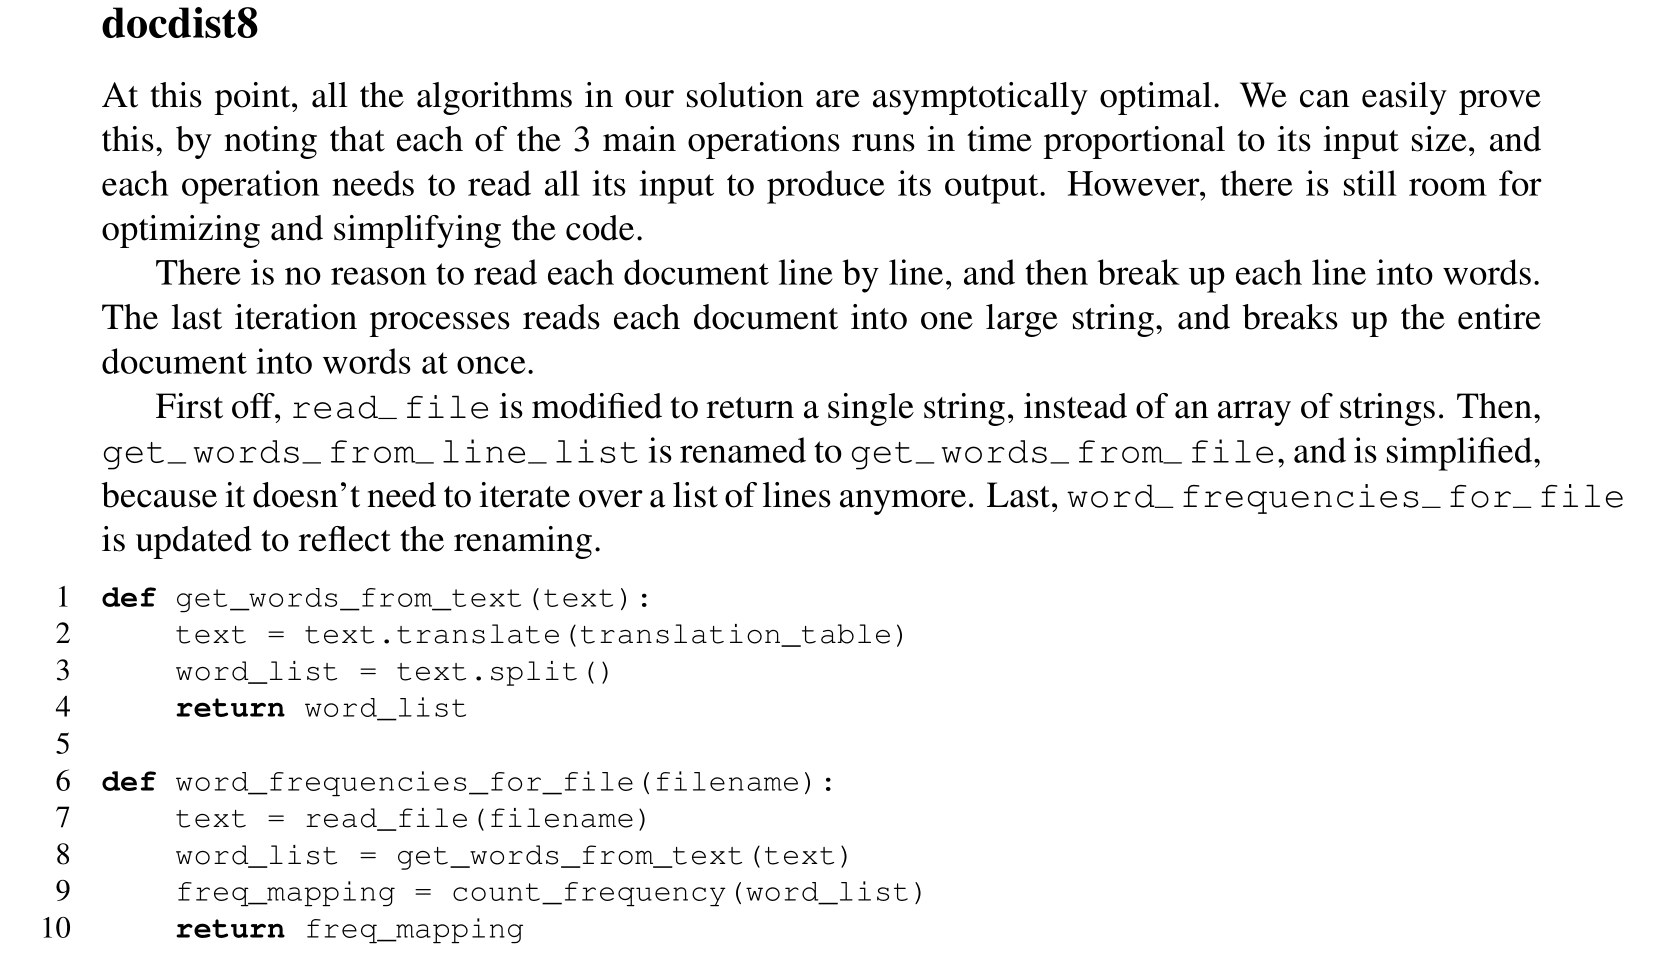 docdist8
At this point, all the algorithms in our solution are asymptotically optimal. We can easily prove
this, by noting that each of the 3 main operations runs in time proportional to its input size, and
each operation needs to read all its input to produce its output. However, there is still room for
optimizing and simplifying the code.
There is no reason to read each document line by line, and then break up each line into words.
The last iteration processes reads each document into one large string, and breaks up the entire
document into words at once.
First off, read_file is modified to return a single string, instead of an array of strings. Then,
get_words_from_line_list is renamed to get_words_from_file, and is simplified,
because it doesn't need to iterate over a list of lines anymore. Last, word_frequencies_for_file
is updated to reflect the renaming.
1 def get_words_from_text(text):
2     text = text.translate(translation_table)
3     word_list = text.split()
4     return word_list
5
6 def word_frequencies_for_file(filename):
7     text = read_file(filename)
8     word_list = get_words_from_text(text)
9     freq_mapping = count_frequency(word_list)
10     return freq_mapping